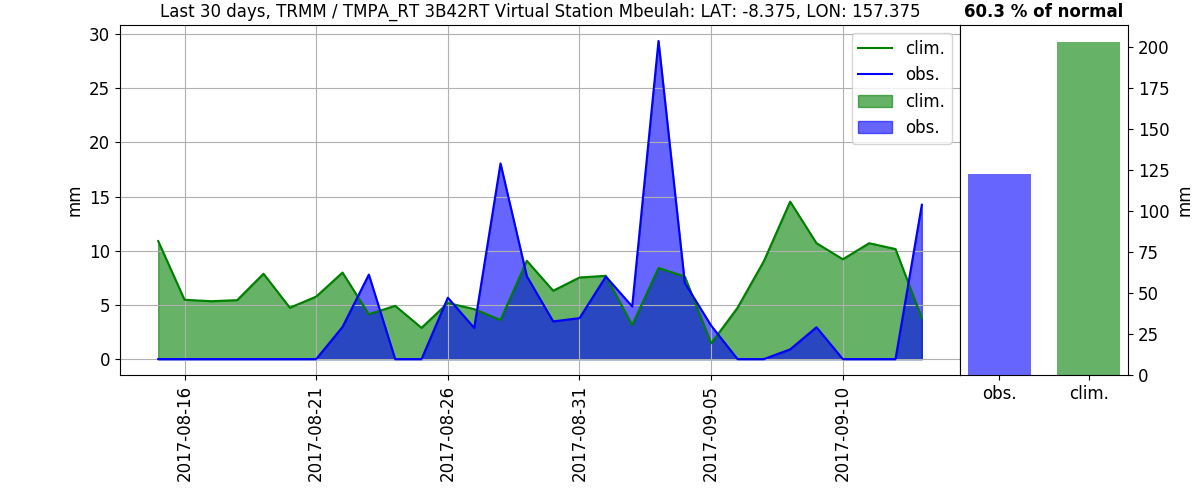 Last 30 days, TRMM / TMPA_RT 3B42RT Virtual Station Mbeulah: LAT: -8.375, LON: 157.375
60.3 % of normal
30
25
20
15
10
5
0
mm
clim.
obs.
clim.
obs.
2017-08-16
2017-08-21
2017-08-26
2017-08-31
2017-09-05
2017-09-10
200
175
150
125
100
75
50
25
0
mm
obs.
clim.